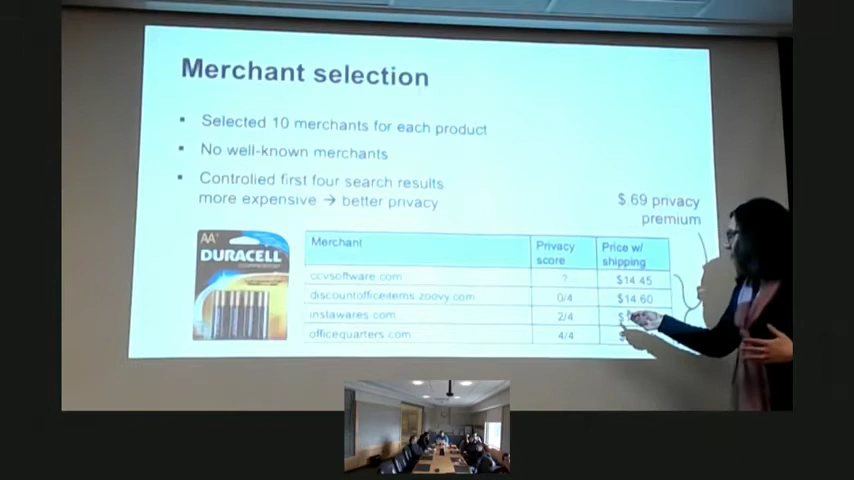 Merchant selection
▪ Selected 10 merchants for each product
▪ No well-known merchants
▪ Controlled first four search results
more expensive → better privacy
$.69 privacy
premium
AA
DURACELL
Merchant Privacy score Price w/ shipping
ccvsoftware.com ? $14.45
discountofficeitems.zoovy.com 0/4 $14.60
instawares.com 2/4
officequarters.com 4/4